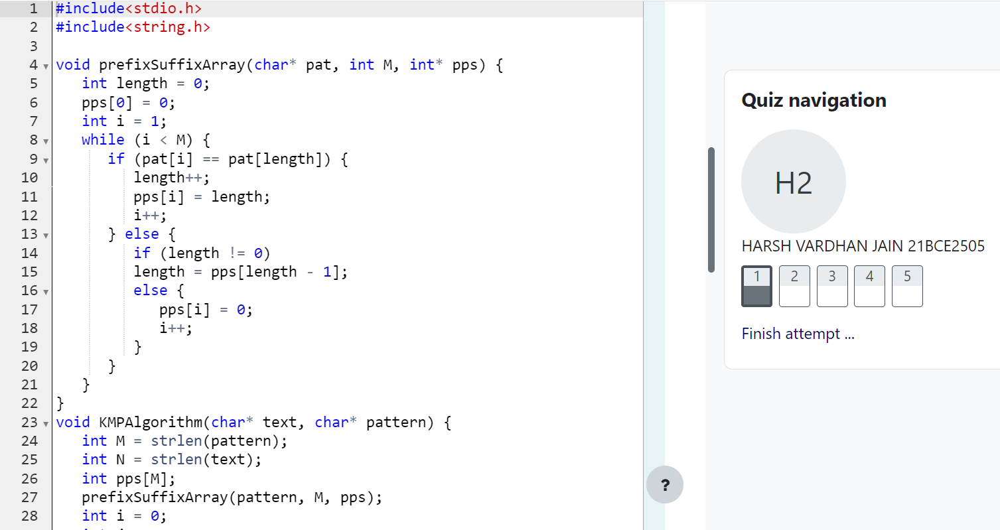 1 #include<stdio.h>
2 #include<string.h>
3
4 void prefixSuffixArray(char* pat, int M, int* pps) {
5    int length = 0;
6    pps[0] = 0;
7    int i = 1;
8    while (i < M) {
9       if (pat[i] == pat[length]) {
10         length++;
11         pps[i] = length;
12         i++;
13      } else {
14         if (length != 0)
15         length = pps[length - 1];
16         else {
17            pps[i] = 0;
18            i++;
19         }
20      }
21   }
22 }
23 void KMPAlgorithm(char* text, char* pattern) {
24    int M = strlen(pattern);
25    int N = strlen(text);
26    int pps[M];
27    prefixSuffixArray(pattern, M, pps);
28    int i = 0;
?
Quiz navigation
H2
HARSH VARDHAN JAIN 21BCE2505
1 2 3 4 5
Finish attempt ...